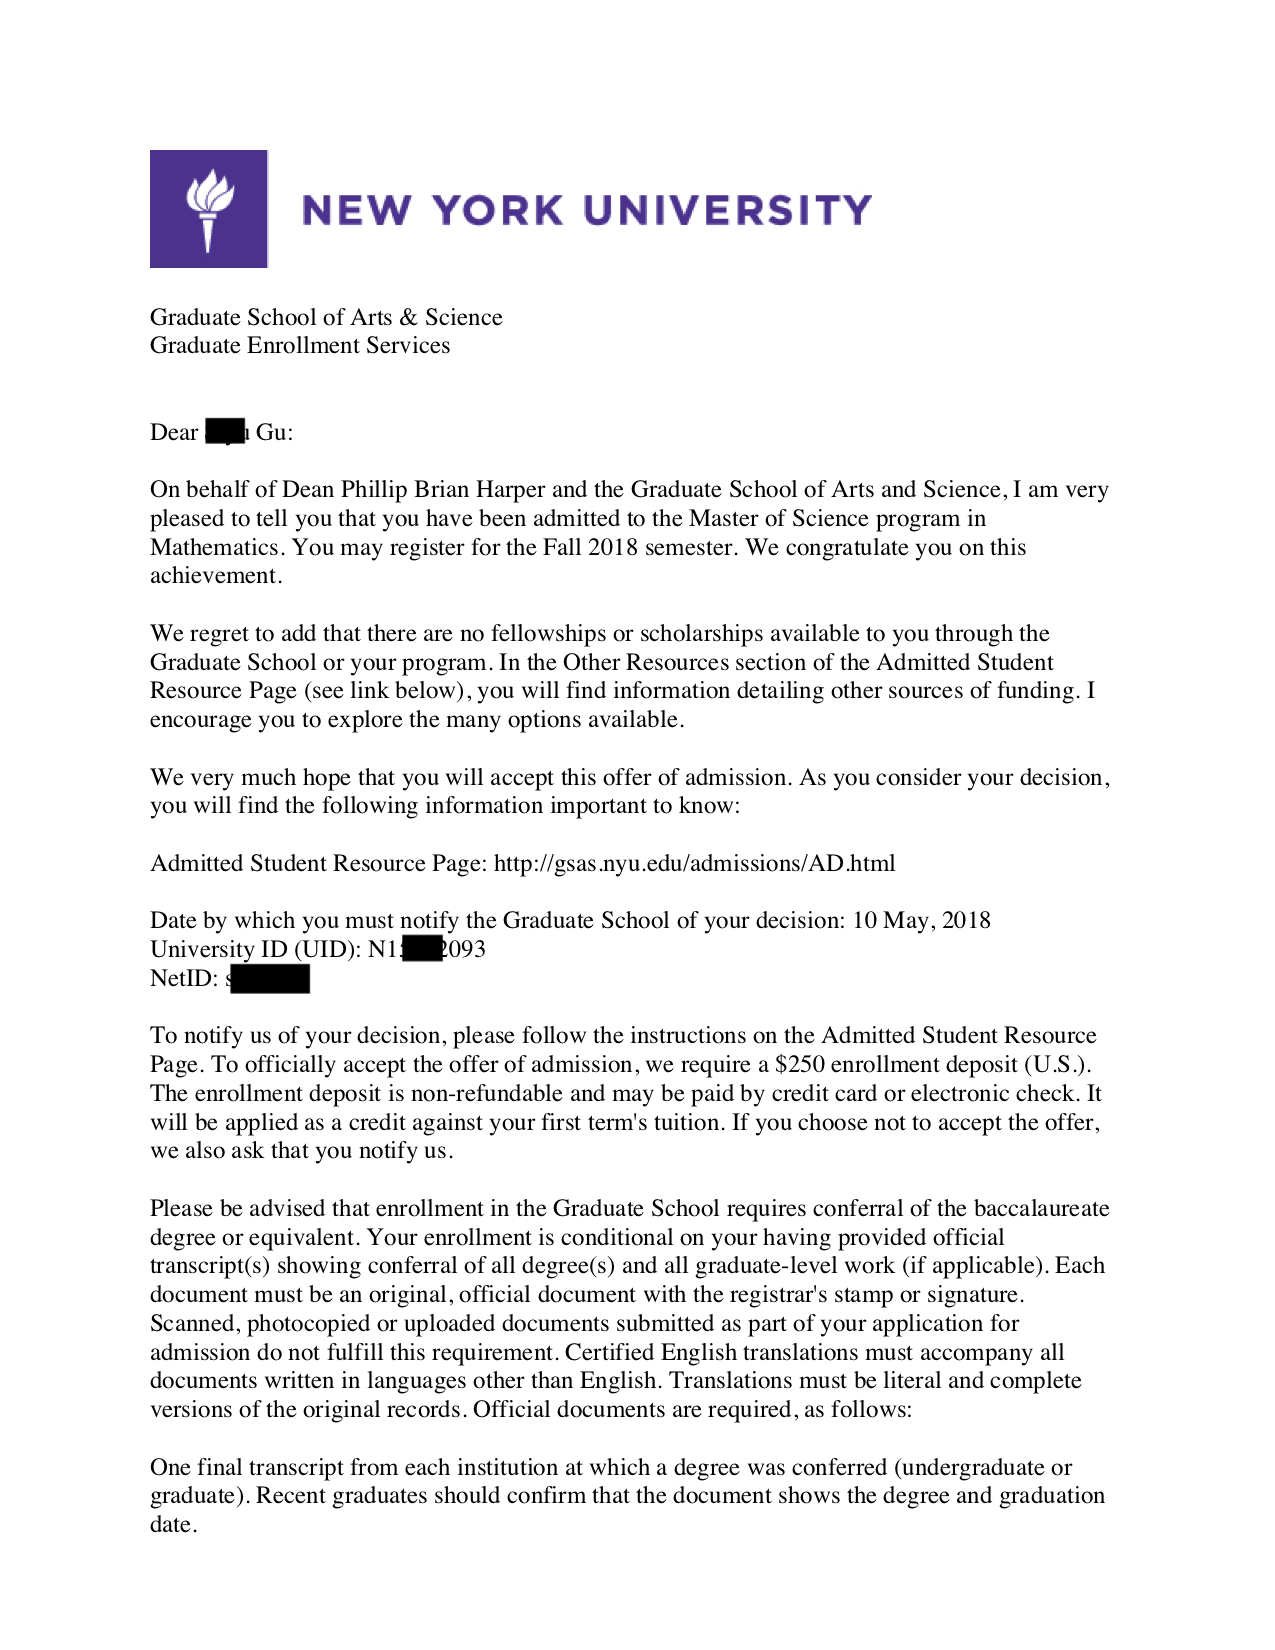 NEW YORK UNIVERSITY
Graduate School of Arts & Science
Graduate Enrollment Services
Dear Gu:
On behalf of Dean Phillip Brian Harper and the Graduate School of Arts and Science, I am very
pleased to tell you that you have been admitted to the Master of Science program in
Mathematics. You may register for the Fall 2018 semester. We congratulate you on this
achievement.
We regret to add that there are no fellowships or scholarships available to you through the
Graduate School or your program. In the Other Resources section of the Admitted Student
Resource Page (see link below), you will find information detailing other sources of funding. I
encourage you to explore the many options available.
We very much hope that you will accept this offer of admission. As you consider your decision,
you will find the following information important to know:
Admitted Student Resource Page: http://gsas.nyu.edu/admissions/AD.html
Date by which you must notify the Graduate School of your decision: 10 May, 2018
University ID (UID):
NetID:
To notify us of your decision, please follow the instructions on the Admitted Student Resource
Page. To officially accept the offer of admission, we require a $250 enrollment deposit (U.S.).
The enrollment deposit is non-refundable and may be paid by credit card or electronic check. It
will be applied as a credit against your first term's tuition. If you choose not to accept the offer,
we also ask that you notify us.
Please be advised that enrollment in the Graduate School requires conferral of the baccalaureate
degree or equivalent. Your enrollment is conditional on your having provided official
transcript(s) showing conferral of all degree(s) and all graduate-level work (if applicable). Each
document must be an original, official document with the registrar's stamp or signature.
Scanned, photocopied or uploaded documents submitted as part of your application for
admission do not fulfill this requirement. Certified English translations must accompany all
documents written in languages other than English. Translations must be literal and complete
versions of the original records. Official documents are required, as follows:
One final transcript from each institution at which a degree was conferred (undergraduate or
graduate). Recent graduates should confirm that the document shows the degree and graduation
date.